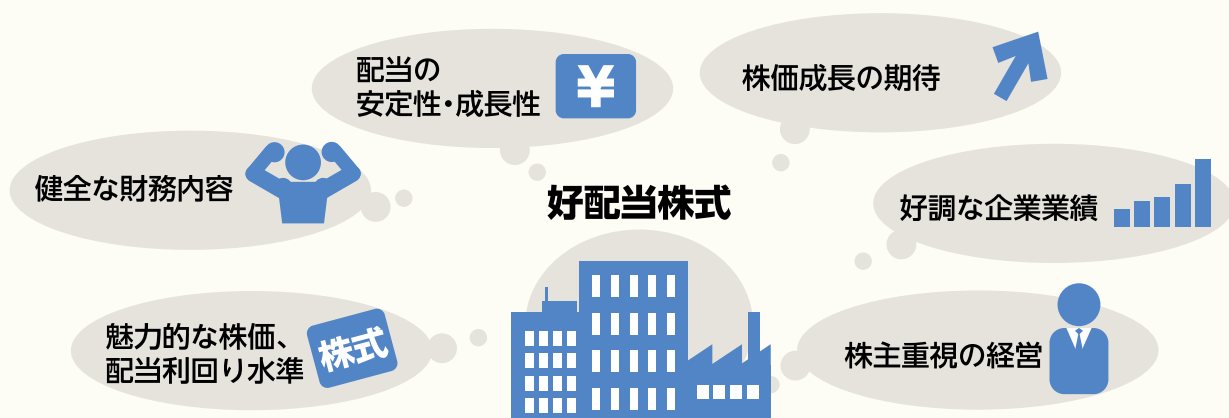 配当の
安定性・成長性
¥
株価成長の期待
健全な財務内容
好配当株式
好調な企業業績
魅力的な株価、
配当利回り水準
株式
株主重視の経営